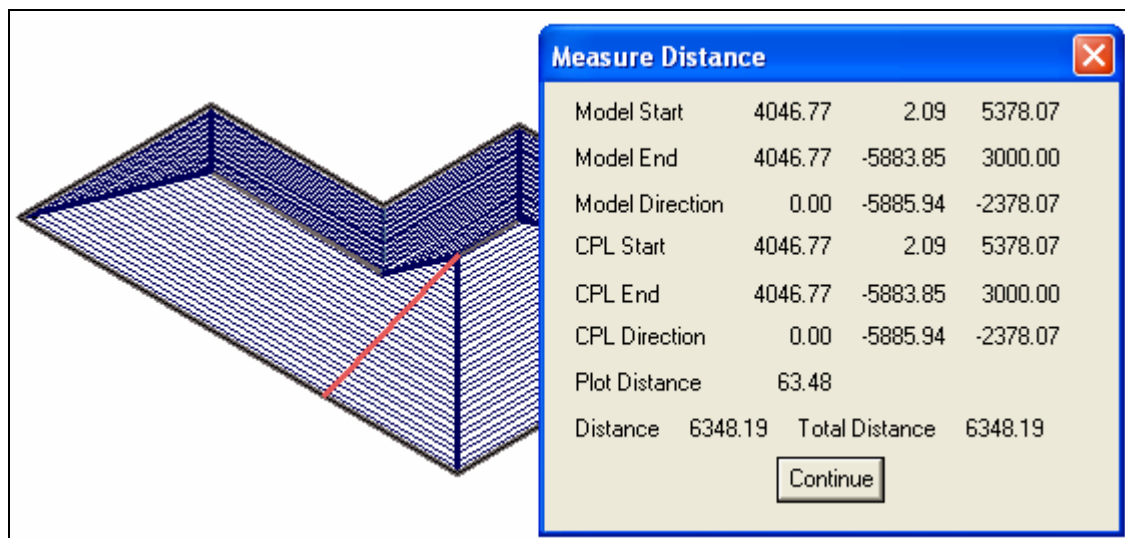 Measure Distance
Model Start 4046.77 2.09 5378.07
Model End 4046.77 -5883.85 3000.00
Model Direction 0.00 -5885.94 -2378.07
CPL Start 4046.77 2.09 5378.07
CPL End 4046.77 -5883.85 3000.00
CPL Direction 0.00 -5885.94 -2378.07
Plot Distance 63.48
Distance 6348.19 Total Distance 6348.19
Continue